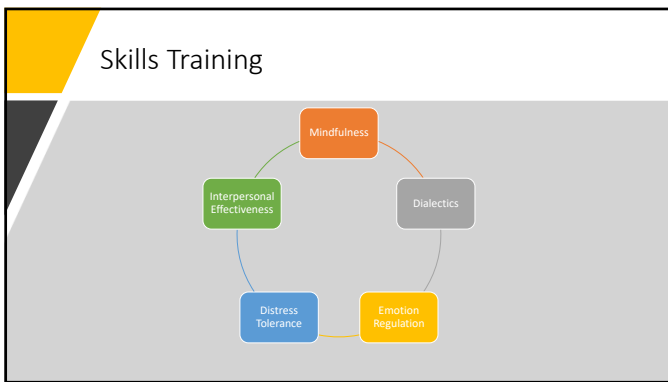 Skills Training
Mindfulness
Dialectics
Emotion
Regulation
Distress
Tolerance
Interpersonal
Effectiveness